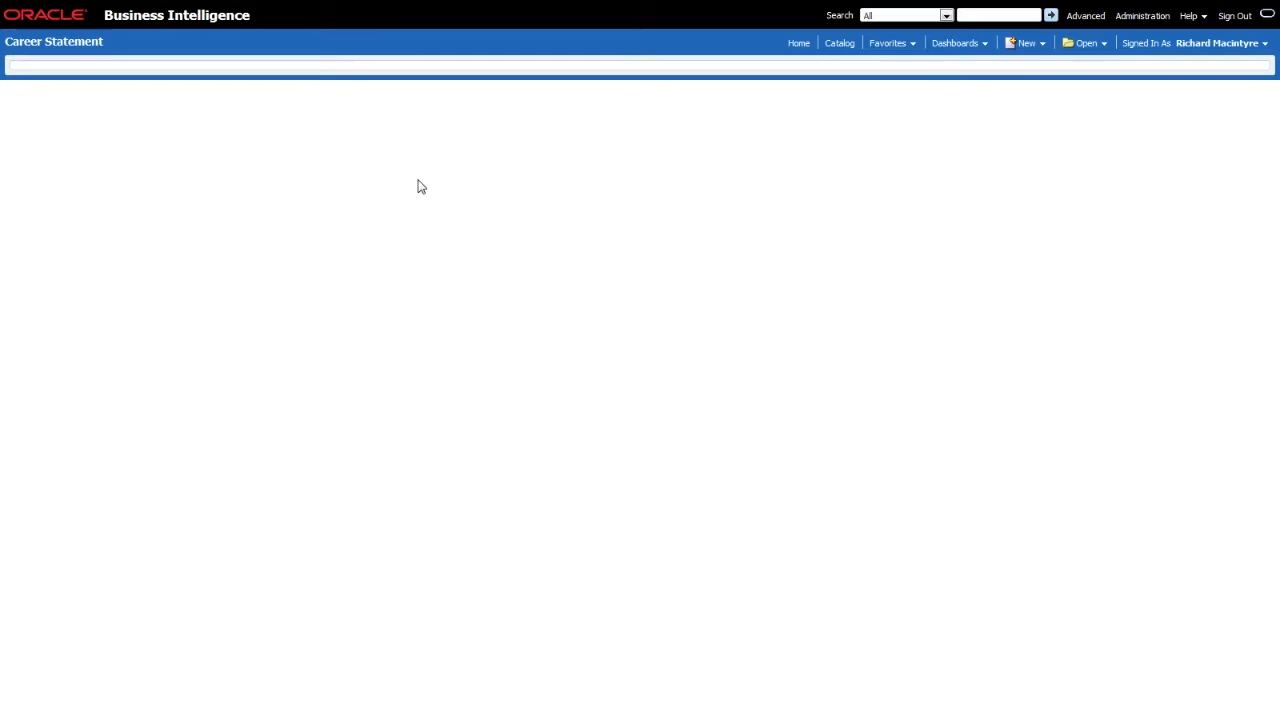 ORACLE Business Intelligence Search All Advanced Administration Help Sign Out
Career Statement Home Catalog Favorites Dashboards New Open Signed In As Richard Macintyre